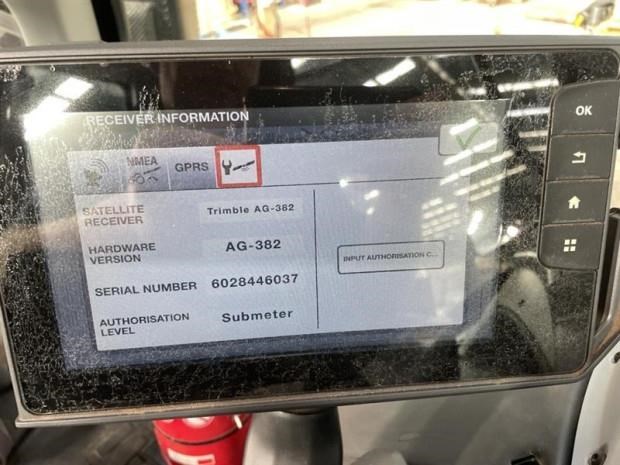 RECEIVER INFORMATION
NMEA
GPRS
SATELLITE
RECEIVER
Trimble AG-382
HARDWARE
VERSION
AG-382
INPUT AUTHORISATION C...
SERIAL NUMBER
6028446037
AUTHORISATION
LEVEL
Submeter
OK